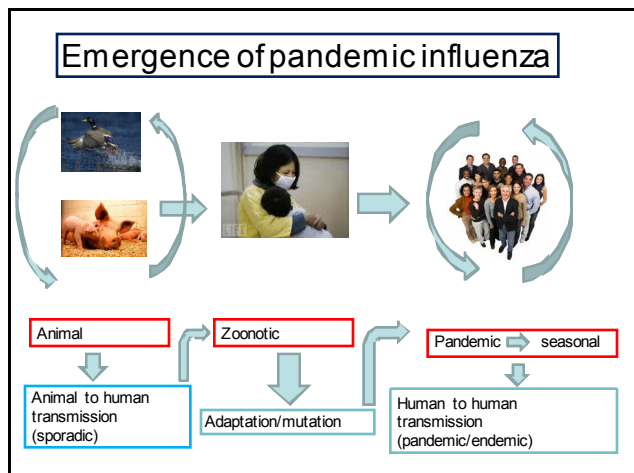 Emergence of pandemic influenza
LIFE
Animal
Zoonotic
Pandemic seasonal
Animal to human
transmission
(sporadic)
Adaptation/mutation
Human to human
transmission
(pandemic/endemic)